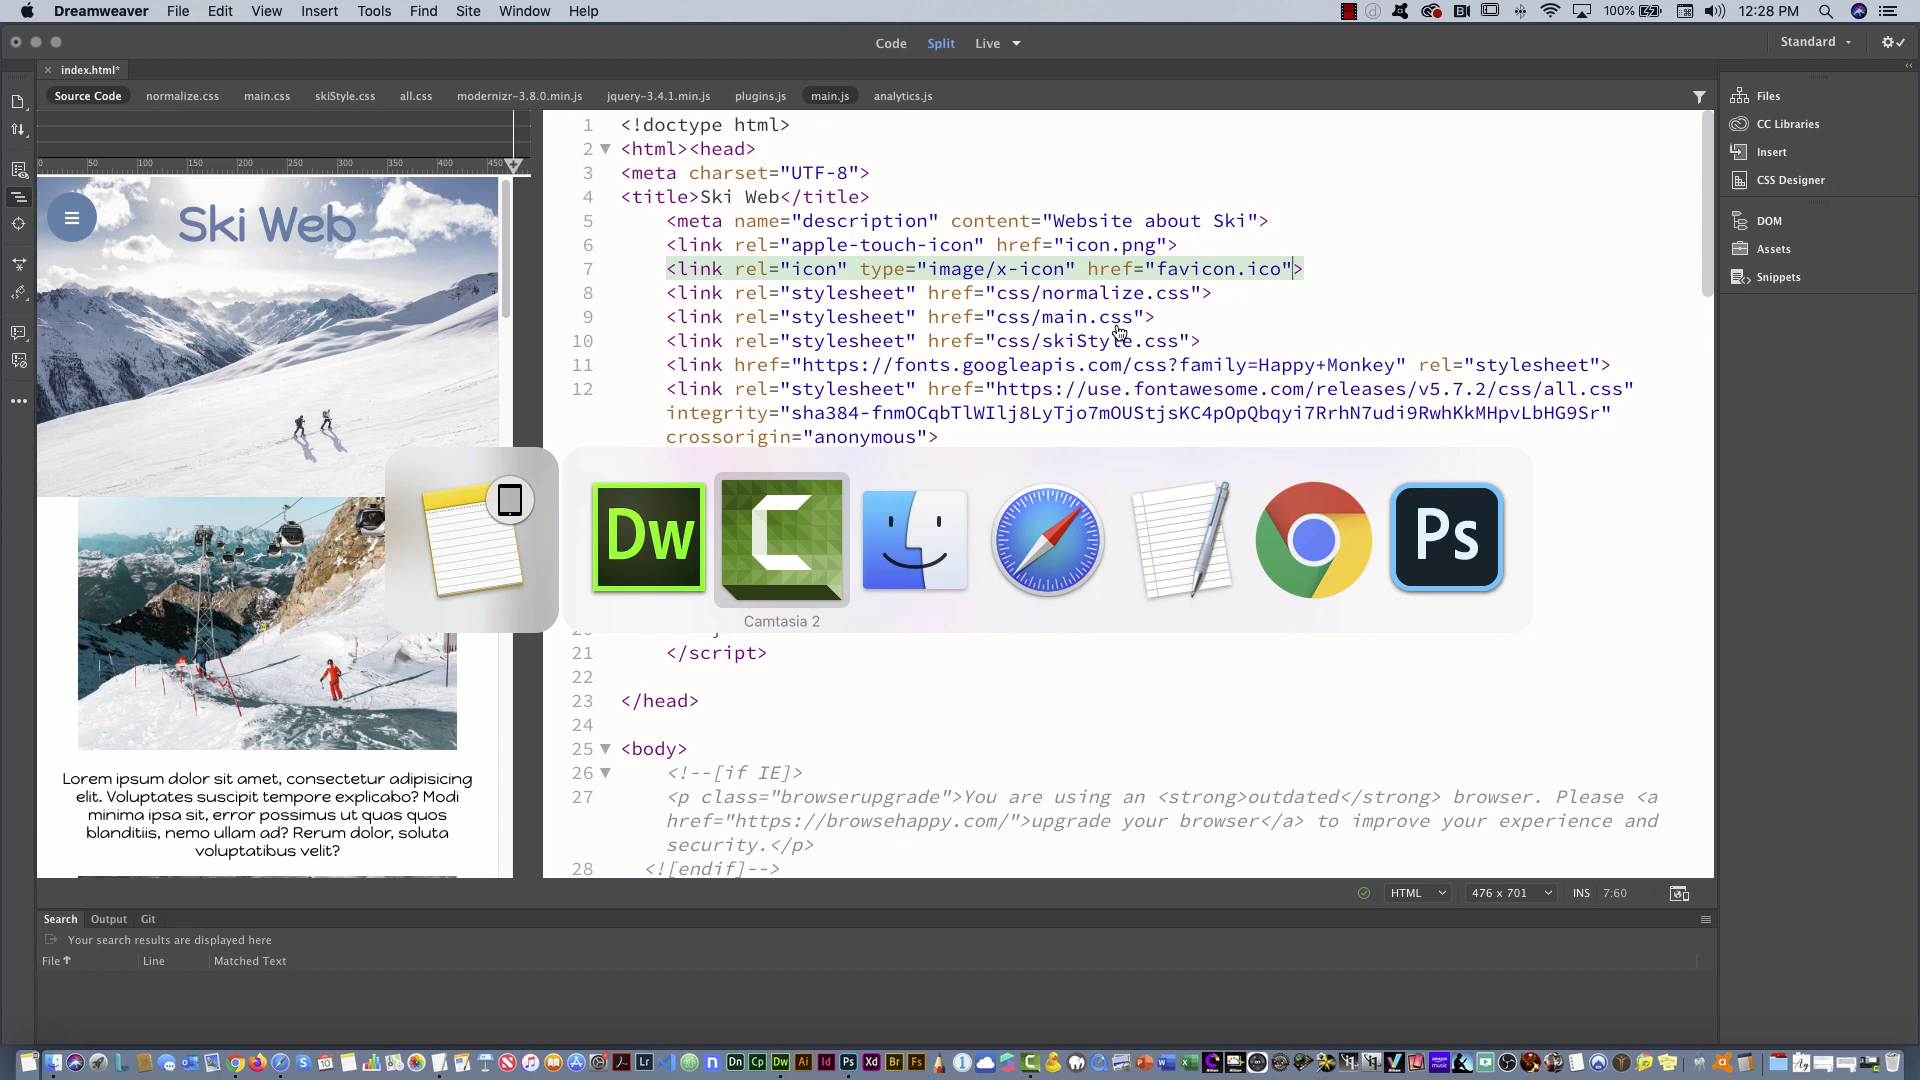 Dreamweaver File Edit View Insert Tools Find Site Window Help 100% 12:28 PM
Code Split Live Standard
index.html*
Source Code normalize.css main.css skiStyle.css all.css modernizr-3.8.0.min.js jquery-3.4.1.min.js plugins.js main.js analytics.js
0 50 100 150 200 250 300 350 400 450
Ski Web
Lorem ipsum dolor sit amet, consectetur adipisicing
elit. Voluptates suscipit tempore explicabo? Modi
minima ipsa sit, error possimus ut quas quos
blanditiis, nemo ullam ad? Rerum dolor, soluta
voluptatibus velit?
1 <!doctype html>
2 <html><head>
3 <meta charset="UTF-8">
4 <title>Ski Web</title>
5 <meta name="description" content="Website about Ski">
6 <link rel="apple-touch-icon" href="icon.png">
7 <link rel="icon" type="image/x-icon" href="favicon.ico">
8 <link rel="stylesheet" href="css/normalize.css">
9 <link rel="stylesheet" href="css/main.css">
10 <link rel="stylesheet" href="css/skiStyle.css">
11 <link href="https://fonts.googleapis.com/css?family=Happy+Monkey" rel="stylesheet">
12 <link rel="stylesheet" href="https://use.fontawesome.com/releases/v5.7.2/css/all.css"
integrity="sha384-fnmOCqbTlWIlj8LyTjo7mOUStjsKC4pOpQbqyi7RrhN7udi9RwhKkMHpvLbHG9Sr"
crossorigin="anonymous">
Dw Ps
Camtasia 2
21 </script>
22
23 </head>
24
25 <body>
26 <!--[if IE]>
27 <p class="browserupgrade">You are using an <strong>outdated</strong> browser. Please <a
href="https://browsehappy.com/">upgrade your browser</a> to improve your experience and
security.</p>
28 <![endif]-->
HTML 476 x 701 INS 7:60
Files
CC Libraries
Insert
CSS Designer
DOM
Assets
Snippets
Search Output Git
Your search results are displayed here
File Line Matched Text